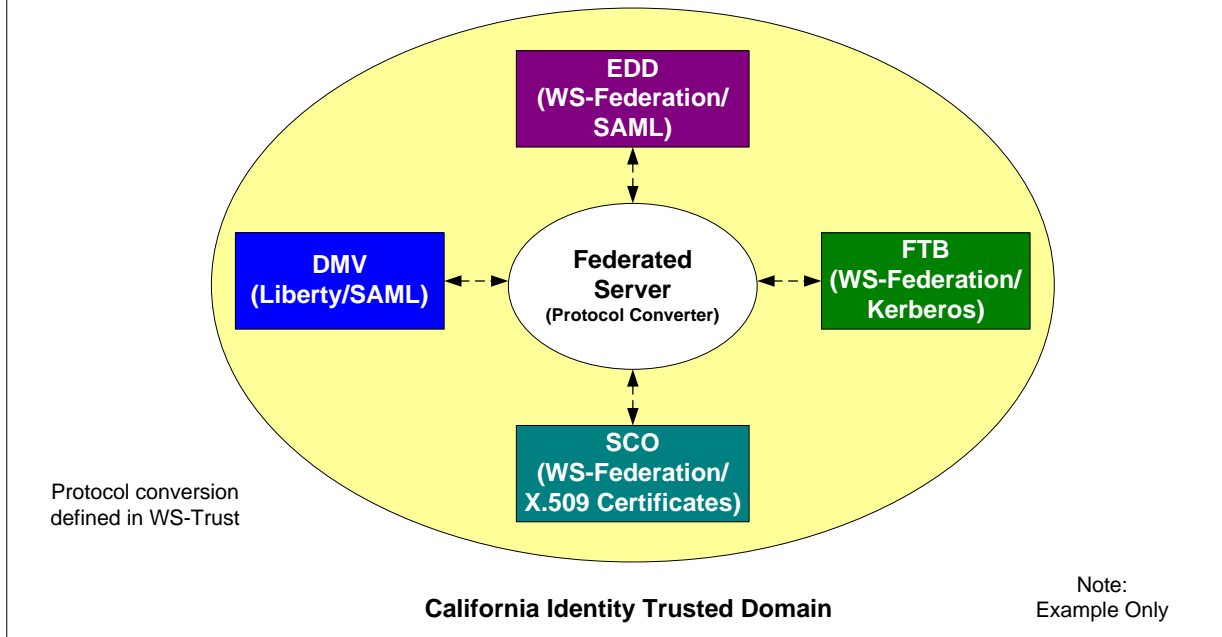 EDD
(WS-Federation/
SAML)
DMV
(Liberty/SAML)
Federated
Server
(Protocol Converter)
FTB
(WS-Federation/
Kerberos)
SCO
(WS-Federation/
X.509 Certificates)
Protocol conversion
defined in WS-Trust
California Identity Trusted Domain
Note:
Example Only